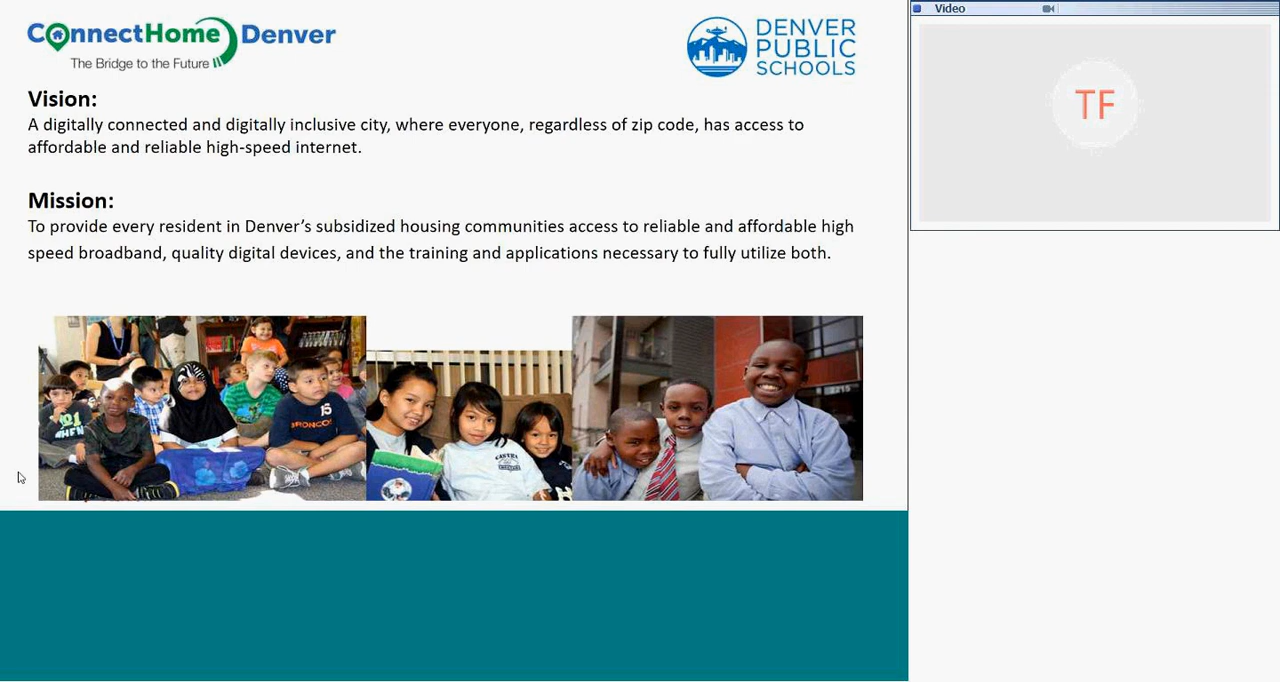 ConnectHome Denver
The Bridge to the Future
DENVER
PUBLIC
SCHOOLS
Vision:
A digitally connected and digitally inclusive city, where everyone, regardless of zip code, has access to
affordable and reliable high-speed internet.
Mission:
To provide every resident in Denver’s subsidized housing communities access to reliable and affordable high
speed broadband, quality digital devices, and the training and applications necessary to fully utilize both.
15
BRONCOS
2215
Video
TF